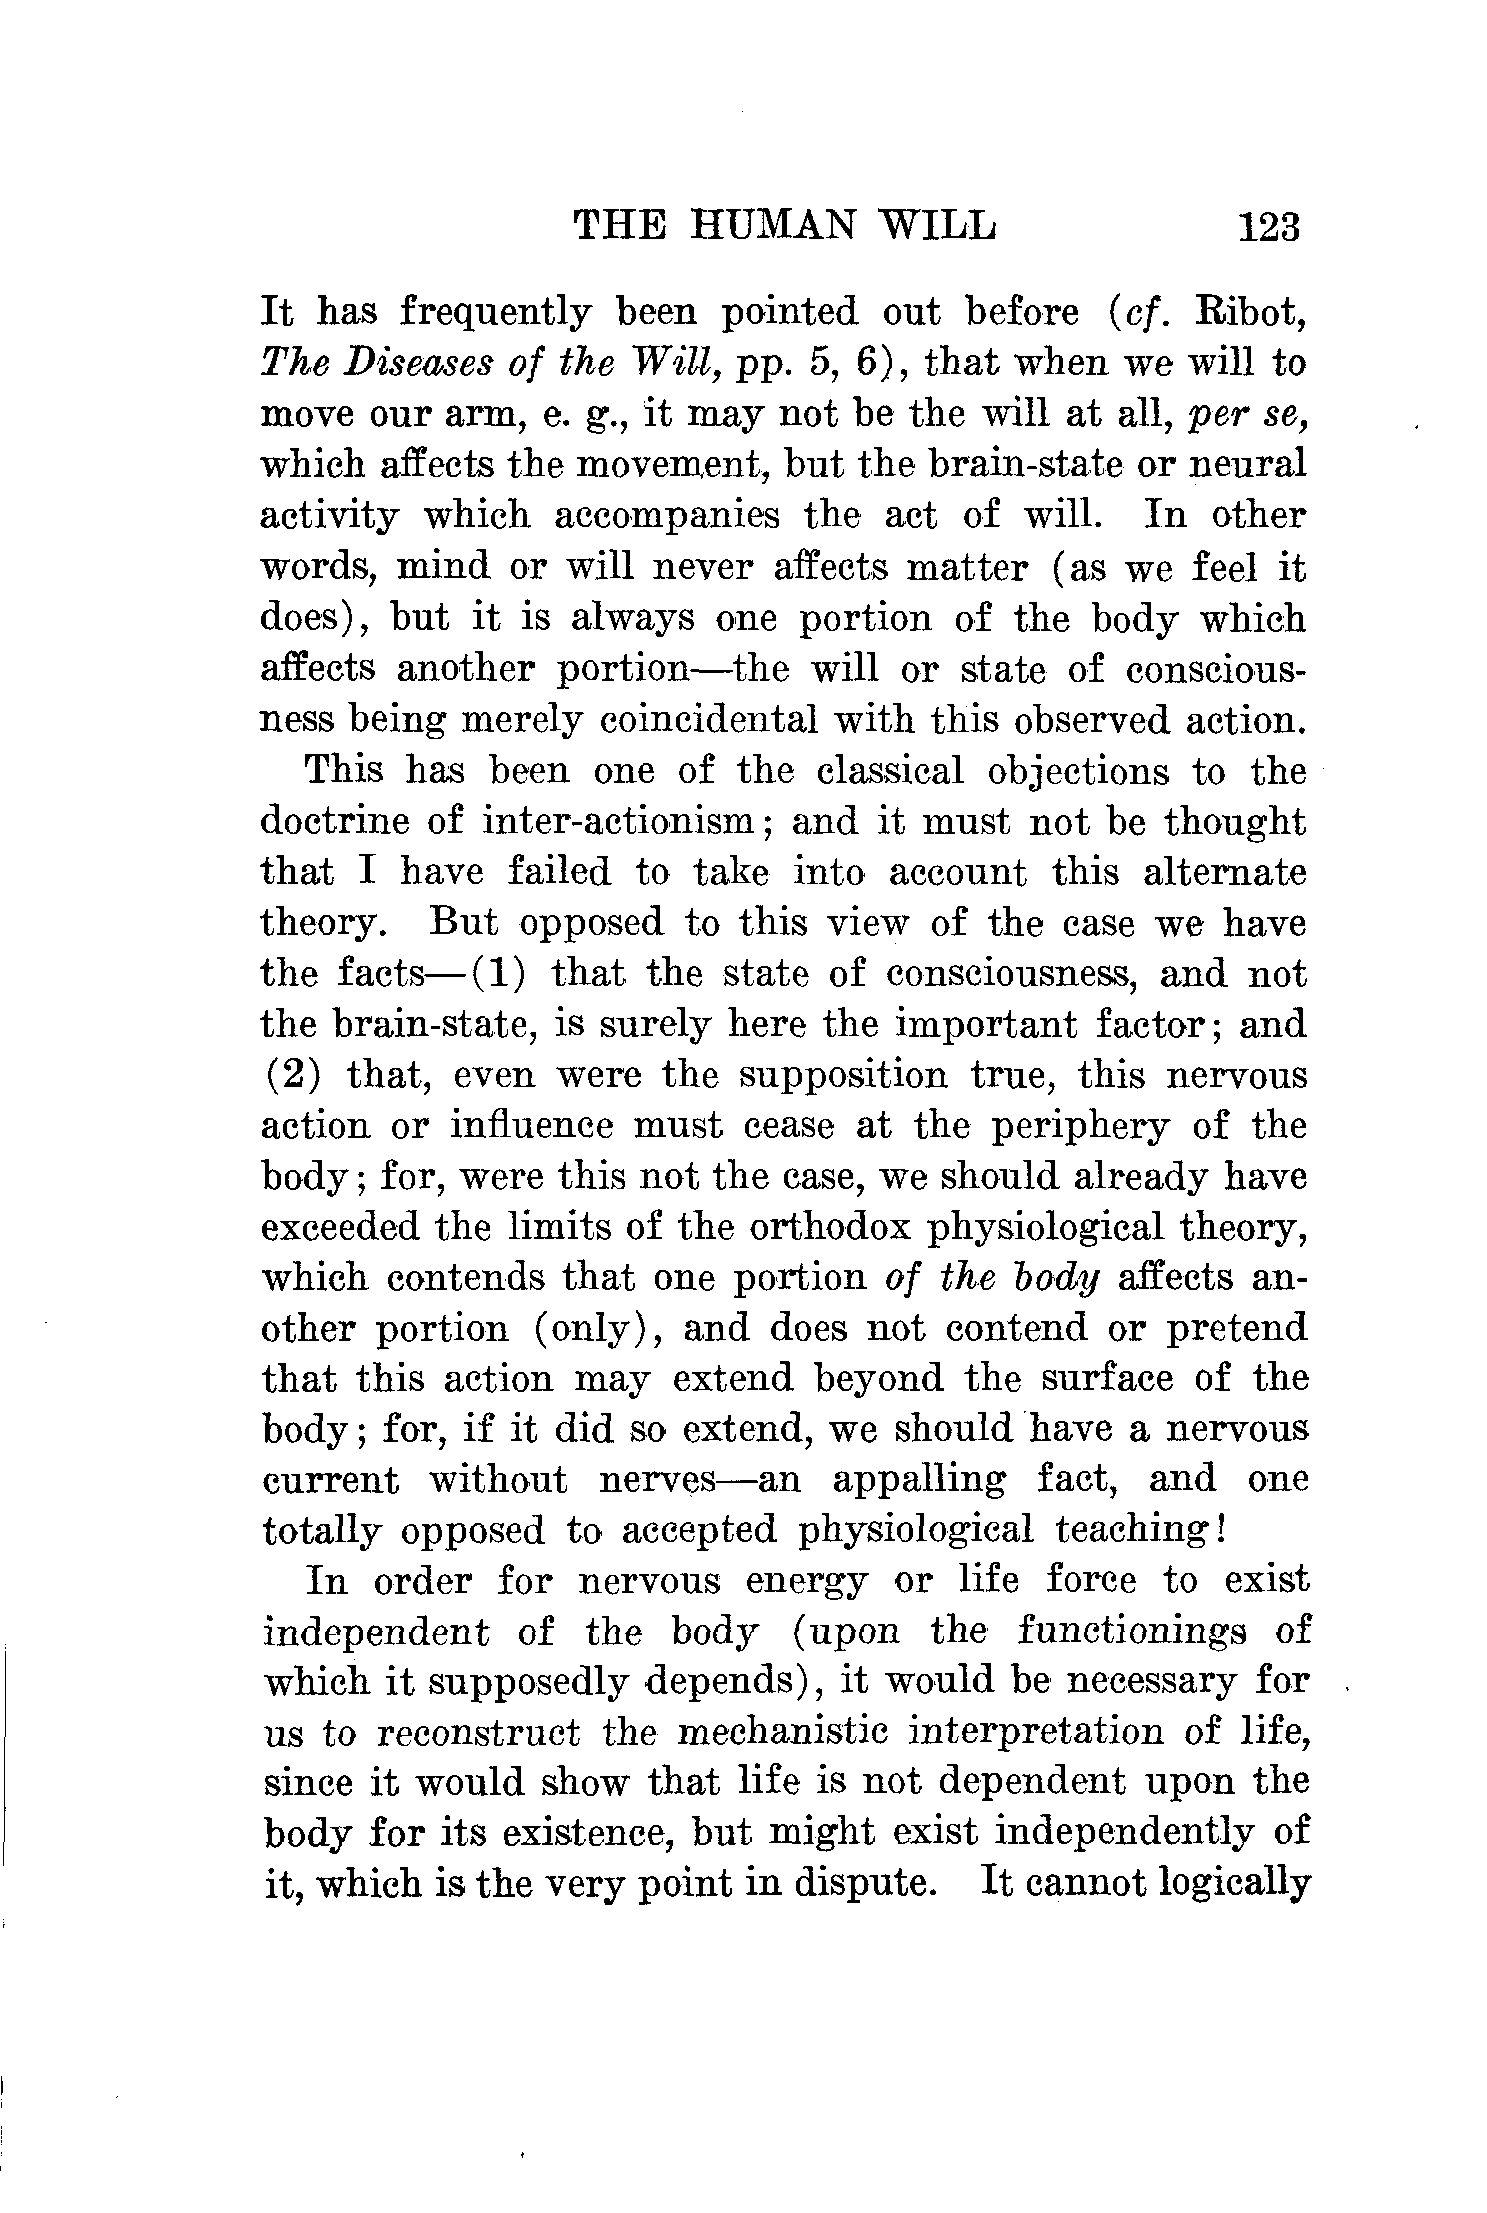 THE HUMAN WILL 123
It has frequently been pointed out before (cf. Ribot,
The Diseases of the Will, pp. 5, 6), that when we will to
move our arm, e. g., it may not be the will at all, per se,
which affects the movement, but the brain-state or neural
activity which accompanies the act of will. In other
words, mind or will never affects matter (as we feel it
does), but it is always one portion of the body which
affects another portion—the will or state of conscious-
ness being merely coincidental with this observed action.
This has been one of the classical objections to the
doctrine of inter-actionism; and it must not be thought
that I have failed to take into account this alternate
theory. But opposed to this view of the case we have
the facts—(1) that the state of consciousness, and not
the brain-state, is surely here the important factor; and
(2) that, even were the supposition true, this nervous
action or influence must cease at the periphery of the
body; for, were this not the case, we should already have
exceeded the limits of the orthodox physiological theory,
which contends that one portion of the body affects an-
other portion (only), and does not contend or pretend
that this action may extend beyond the surface of the
body; for, if it did so extend, we should have a nervous
current without nerves—an appalling fact, and one
totally opposed to accepted physiological teaching!
In order for nervous energy or life force to exist
independent of the body (upon the functionings of
which it supposedly depends), it would be necessary for
us to reconstruct the mechanistic interpretation of life,
since it would show that life is not dependent upon the
body for its existence, but might exist independently of
it, which is the very point in dispute. It cannot logically